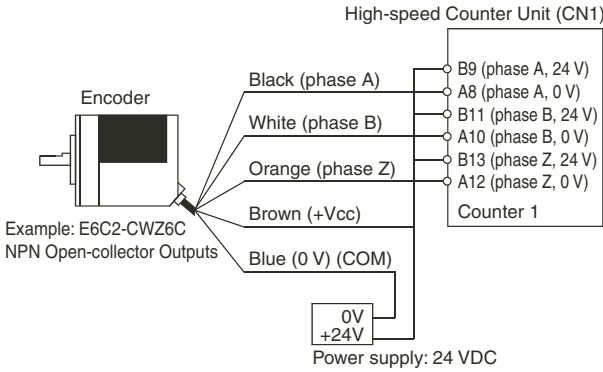 High-speed Counter Unit (CN1)
Encoder
Black (phase A)
White (phase B)
Orange (phase Z)
Brown (+Vcc)
Blue (0 V) (COM)
B9 (phase A, 24 V)
A8 (phase A, 0 V)
B11 (phase B, 24 V)
A10 (phase B, 0 V)
B13 (phase Z, 24 V)
A12 (phase Z, 0 V)
Counter 1
Example: E6C2-CWZ6C
NPN Open-collector Outputs
0V
+24V
Power supply: 24 VDC